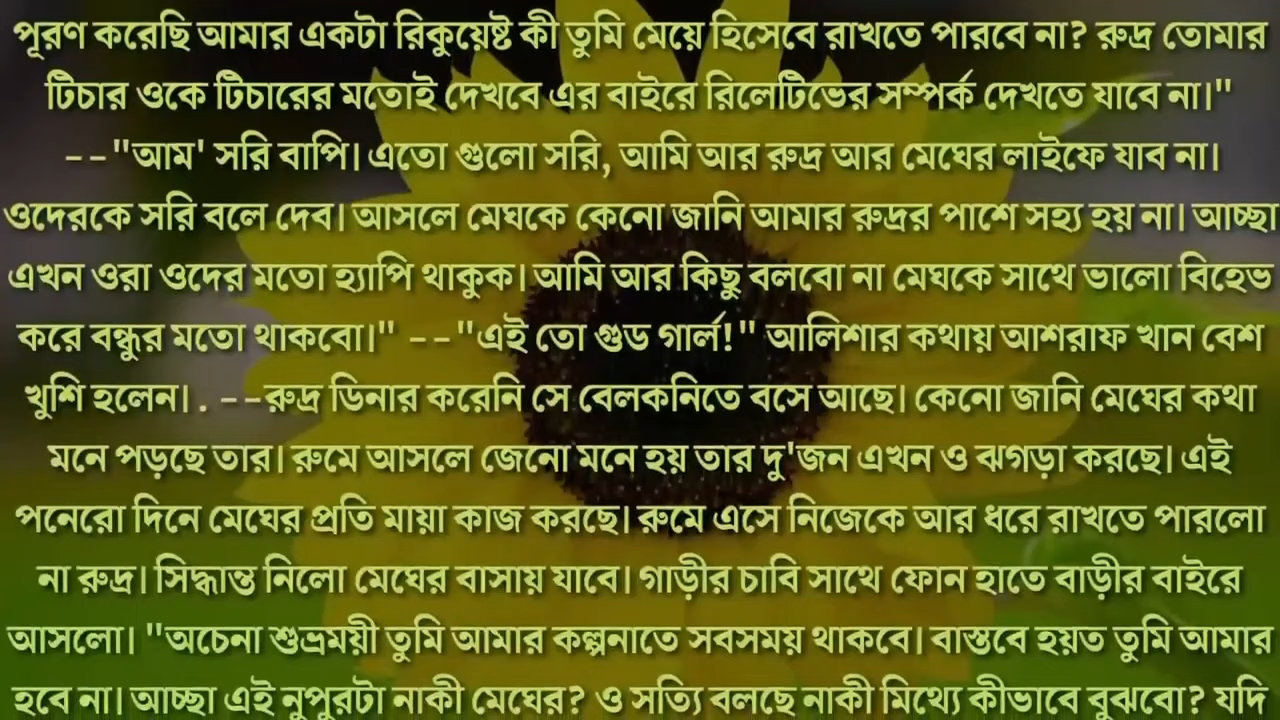 পূরণ করেছি আমার একটা রিকুয়েষ্ট কী তুমি মেয়ে হিসেবে রাখতে পারবে না? রুদ্র তোমার
টিচার ওকে টিচারের মতোই দেখবে এর বাইরে রিলেটিভের সম্পর্ক দেখতে যাবে না।"
--"আম' সরি বাপি। এতো গুলো সরি, আমি আর রুদ্র আর মেঘের লাইফে যাব না।
ওদেরকে সরি বলে দেব। আসলে মেঘকে কেনো জানি আমার রুদ্রর পাশে সহ্য হয় না। আচ্ছা
এখন ওরা ওদের মতো হ্যাপি থাকুক। আমি আর কিছু বলবো না মেঘকে সাথে ভালো বিহেভ
করে বন্ধুর মতো থাকবো।" --"এই তো গুড গার্ল!" আলিশার কথায় আশরাফ খান বেশ
খুশি হলেন। . --রুদ্র ডিনার করেনি সে বেলকনিতে বসে আছে। কেনো জানি মেঘের কথা
মনে পড়ছে তার। রুমে আসলে জেনো মনে হয় তার দু'জন এখন ও ঝগড়া করছে। এই
পনেরো দিনে মেঘের প্রতি মায়া কাজ করছে। রুমে এসে নিজেকে আর ধরে রাখতে পারলো
না রুদ্র। সিদ্ধান্ত নিলো মেঘের বাসায় যাবে। গাড়ীর চাবি সাথে ফোন হাতে বাড়ীর বাইরে
আসলো। "অচেনা শুভ্রময়ী তুমি আমার কল্পনাতে সবসময় থাকবে। বাস্তবে হয়ত তুমি আমার
হবে না। আচ্ছা এই নুপুরটা নাকী মেঘের? ও সত্যি বলছে নাকী মিথ্যে কীভাবে বুঝবো? যদি